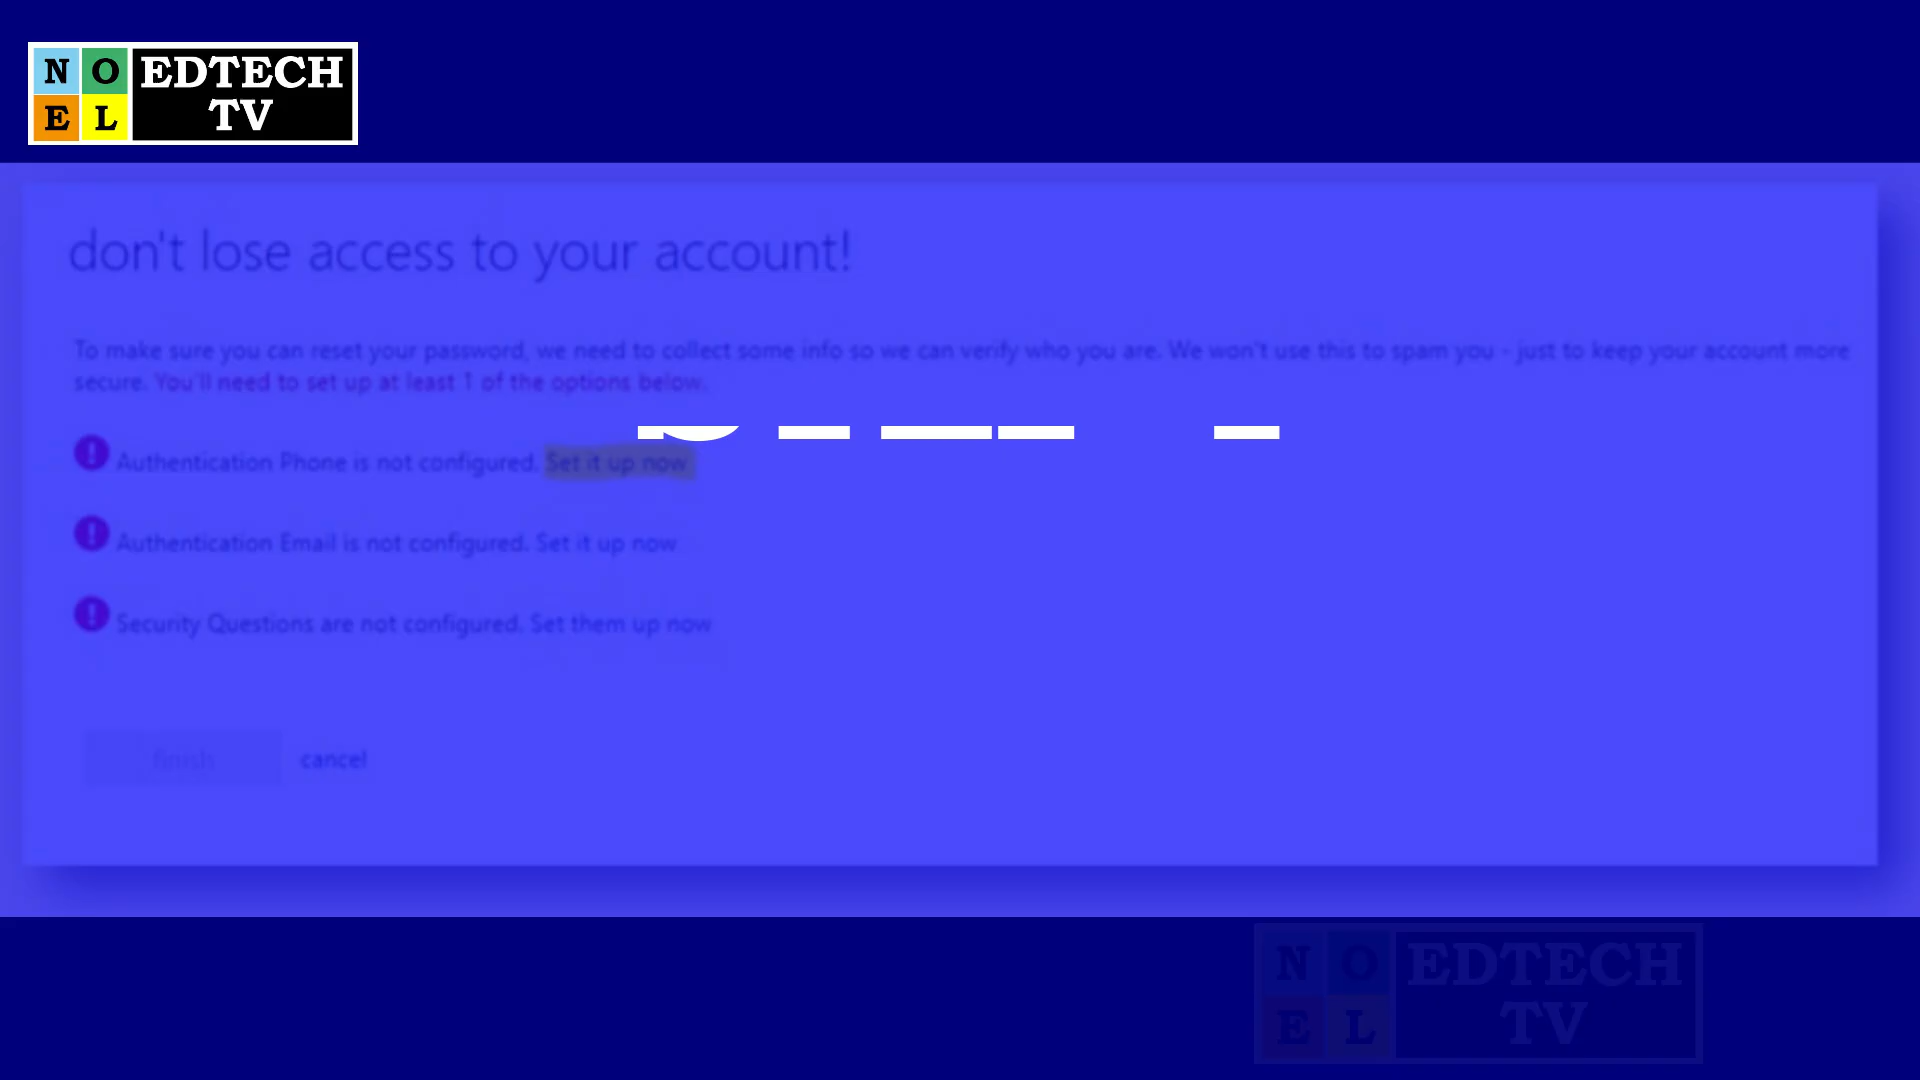 NO EDTECH
EL TV
don't lose access to your account!
To make sure you can reset your password, we need to collect some info so we can verify who you are. We won't use this to spam you - just to keep your account more
secure. You'll need to set up at least 1 of the options below.
! Authentication Phone is not configured. Set it up now
! Authentication Email is not configured. Set it up now
! Security Questions are not configured. Set them up now
finish cancel
NO EDTECH
EL TV